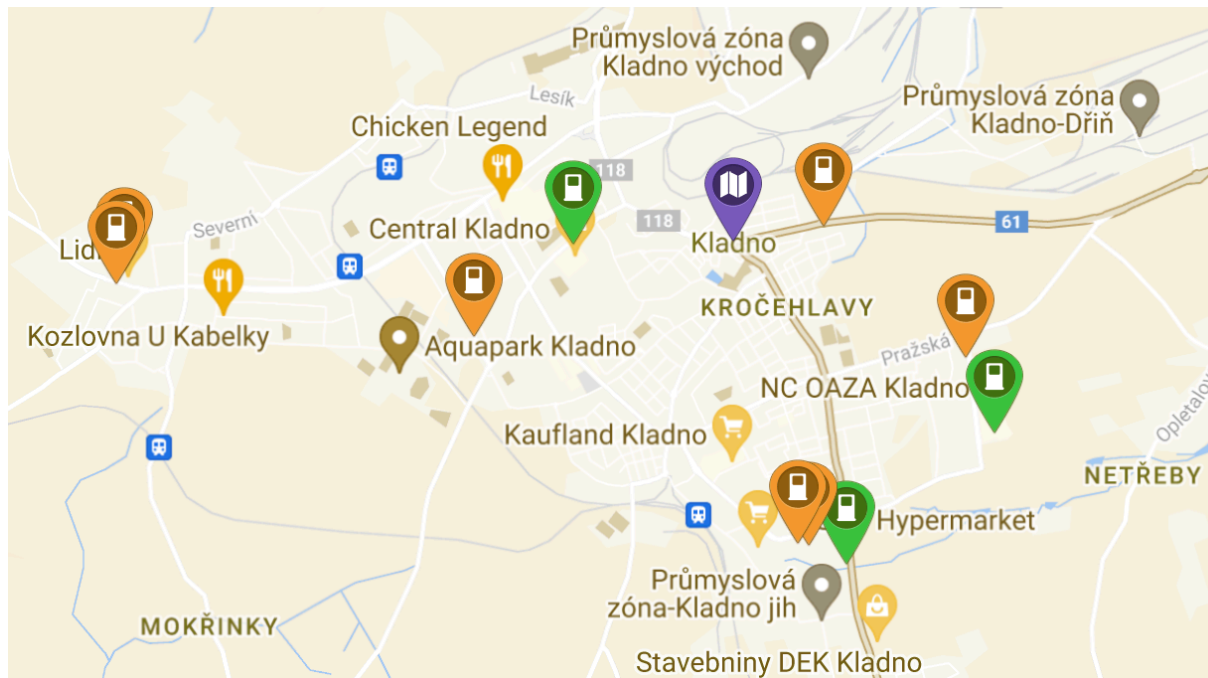 Průmyslová zóna
Kladno východ
Lesík
Průmyslová zóna
Kladno-Dřiň
Chicken Legend
118
118
Severní
Central Kladno
61
Kladno
Lidl
KROČEHLAVY
Kozlovna U Kabelky
Aquapark Kladno
Pražská
NC OAZA Kladno
Kaufland Kladno
Opletalov
NETŘEBY
Hypermarket
Průmyslová
zóna-Kladno jih
MOKŘINKY
Stavebniny DEK Kladno